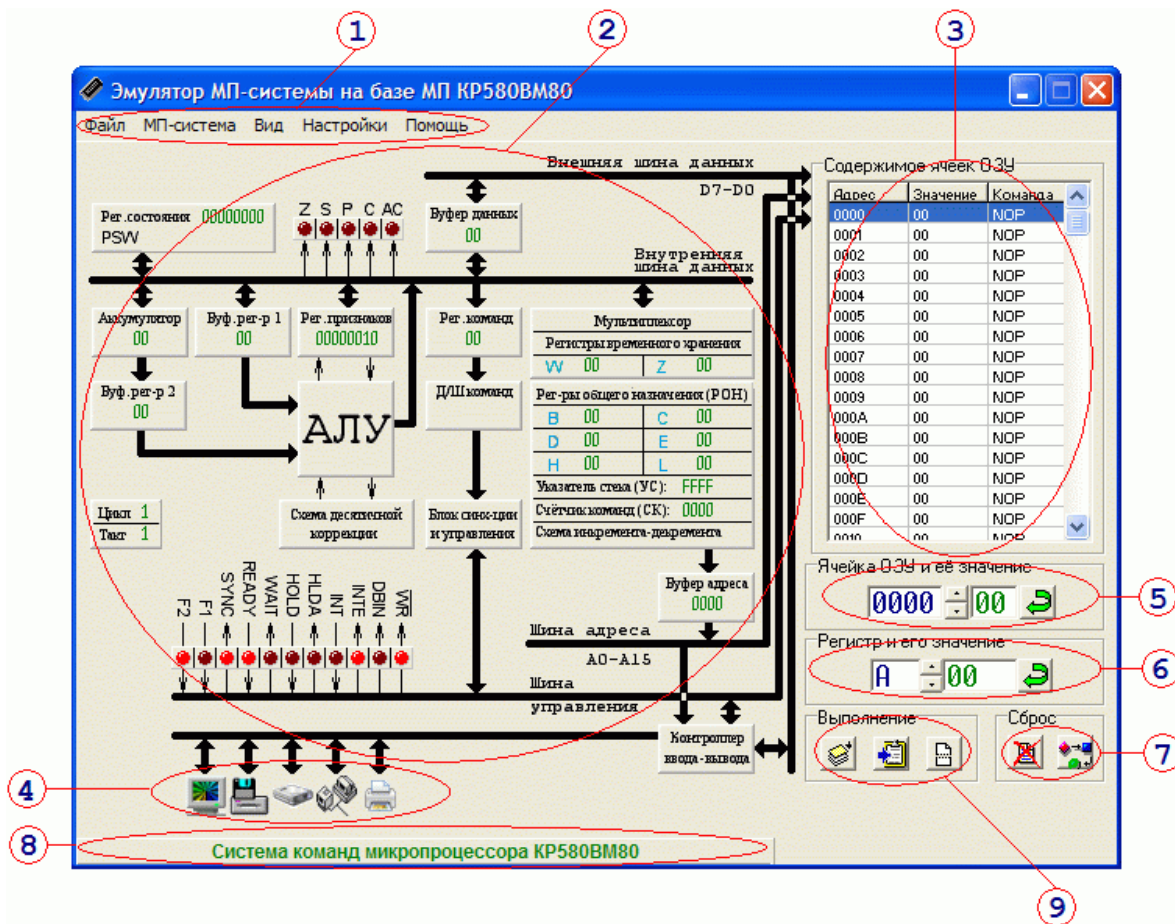 1
2
3
Эмулятор МП-системы на базе МП КР580ВМ80
Файл МП-система Вид Настройки Помощь
Внешняя шина данных
D7-D0
Рег.состояния 00000000
PSW
Z S P C AC
Буфер данных
00
Внутренняя
шина данных
Аккумулятор
00
Буф.рег-р 1
00
Рег.признаков
00000010
Рег.команд
00
Мультиплексор
Регистры временного хранения
W 00 Z 00
Буф.рег-р 2
00
АЛУ
Д/Ш команд
Рег-ры общего назначения (РОН)
B 00 C 00
D 00 E 00
H 00 L 00
Указатель стека (УС): FFFF
Счётчик команд (СК): 0000
Схема инкремента-декремента
Цикл 1
Такт 1
Схема десятичной
коррекции
Блок синх-ции
и управления
Буфер адреса
0000
F2 F1 SYNC READY WAIT HOLD HLDA INT INTE DBIN WR
Шина адреса
A0-A15
Шина
управления
Контроллер
ввода-вывода
Содержимое ячеек ОЗУ
Адрес Значение Команда
0000 00 NOP
0001 00 NOP
0002 00 NOP
0003 00 NOP
0004 00 NOP
0005 00 NOP
0006 00 NOP
0007 00 NOP
0008 00 NOP
0009 00 NOP
000A 00 NOP
000B 00 NOP
000C 00 NOP
000D 00 NOP
000E 00 NOP
000F 00 NOP
0010 00 NOP
Ячейка ОЗУ и её значение
0000 00
5
Регистр и его значение
A 00
6
Выполнение
Сброс
7
4
8
Система команд микропроцессора КР580ВМ80
9